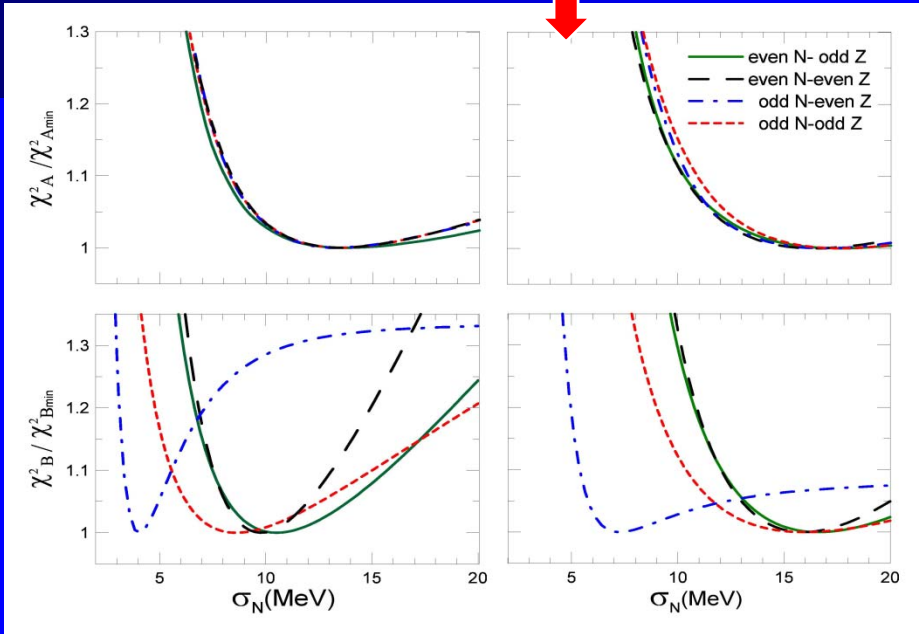 1.3
1.2
1.1
1
χ²A /χ²Amin
even N- odd Z
even N-even Z
odd N-even Z
odd N-odd Z
1.3
1.2
1.1
1
χ²B / χ²Bmin
5 10 15 20
5 10 15 20
σN(MeV)
σN(MeV)